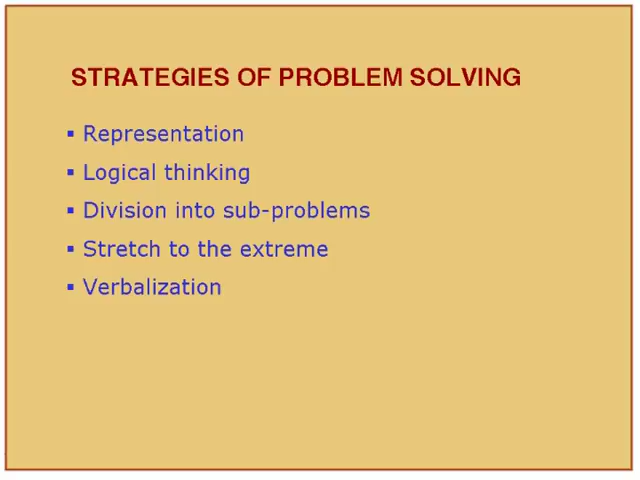 STRATEGIES OF PROBLEM SOLVING
▪ Representation
▪ Logical thinking
▪ Division into sub-problems
▪ Stretch to the extreme
▪ Verbalization